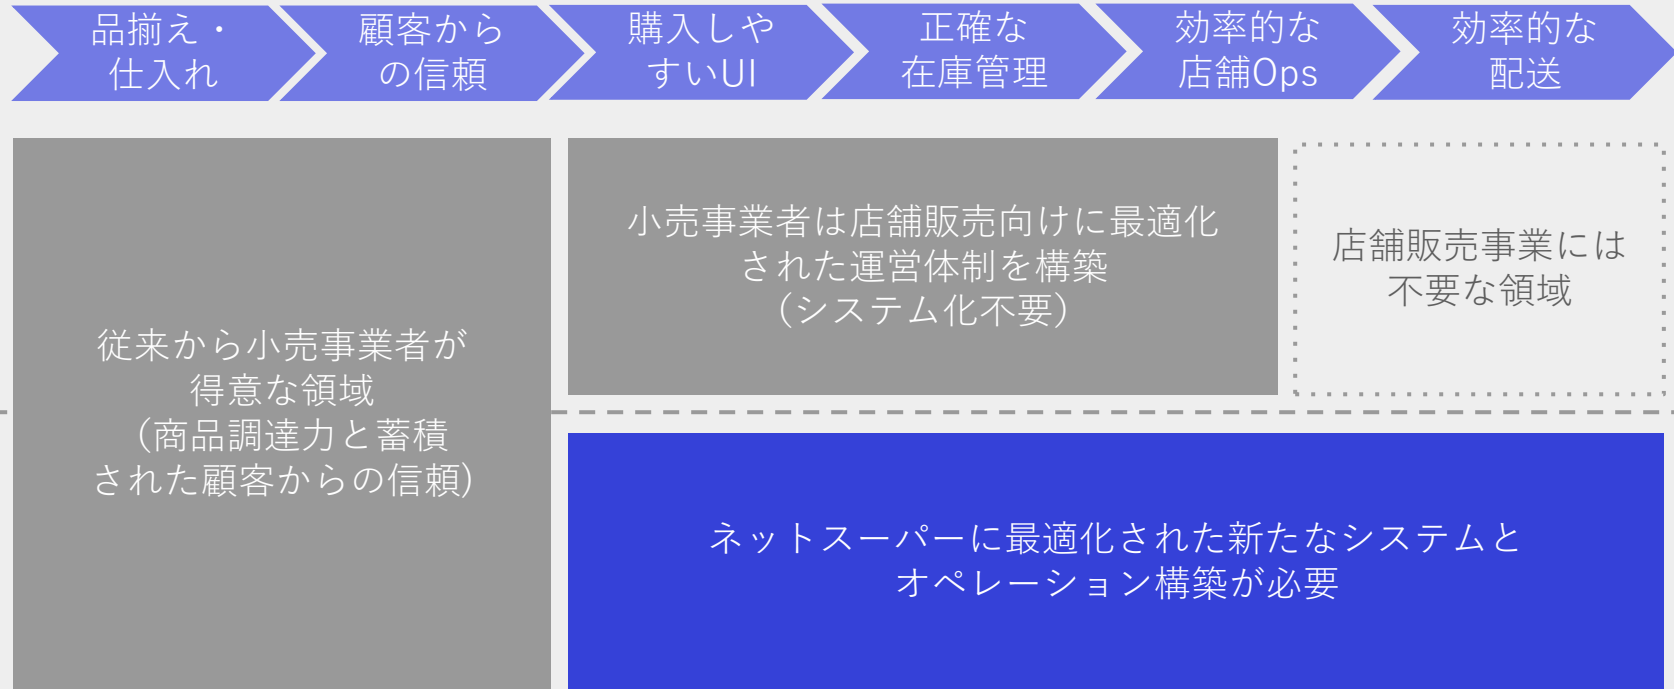 品揃え・
仕入れ
顧客から
の信頼
購入しや
すいUI
正確な
在庫管理
効率的な
店舗Ops
効率的な
配送
従来から小売事業者が
得意な領域
（商品調達力と蓄積
された顧客からの信頼）
小売事業者は店舗販売向けに最適化
された運営体制を構築
（システム化不要）
店舗販売事業には
不要な領域
ネットスーパーに最適化された新たなシステムと
オペレーション構築が必要